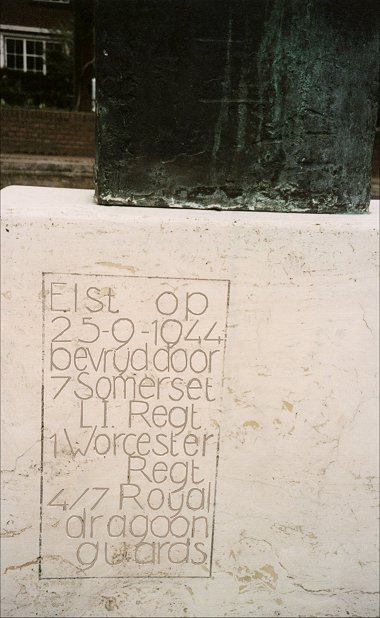 Elst op
25-9-1944
bevrijd door
7 Somerset
L.I. Regt
1 Worcester
Regt
4/7 Royal
dragoon
guards